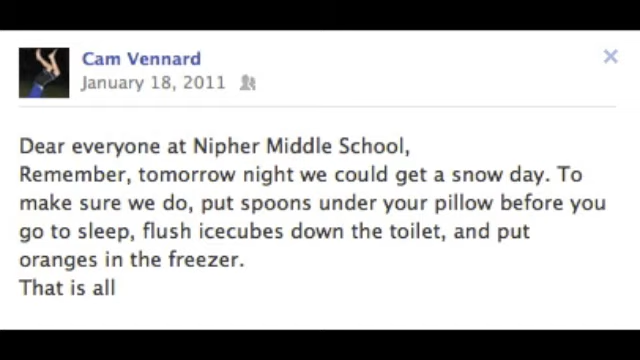 Cam Vennard
January 18, 2011
Dear everyone at Nipher Middle School,
Remember, tomorrow night we could get a snow day. To
make sure we do, put spoons under your pillow before you
go to sleep, flush icecubes down the toilet, and put
oranges in the freezer.
That is all